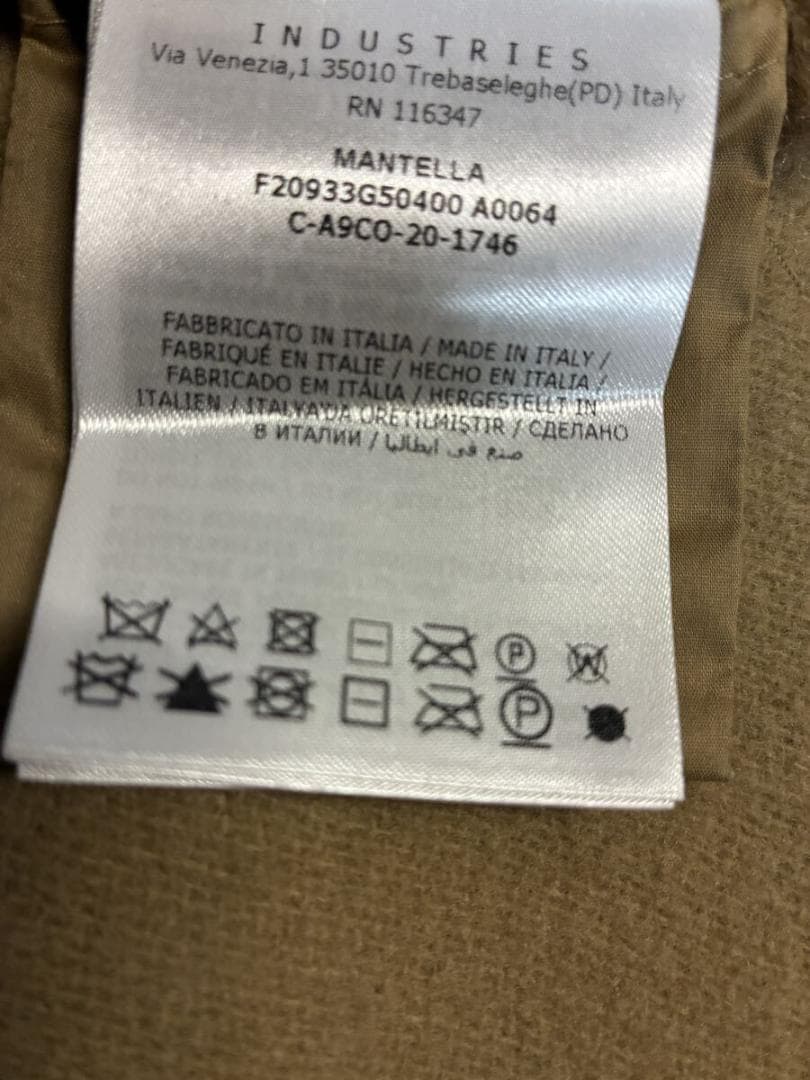 INDUSTRIES
Via Venezia,1 35010 Trebaseleghe(PD) Italy
RN 116347
MANTELLA
F20933G50400 A0064
C-A9CO-20-1746
FABBRICATO IN ITALIA / MADE IN ITALY /
FABRIQUÉ EN ITALIE / HECHO EN ITALIA /
FABRICADO EM ITÁLIA / HERGESTELLT IN
ITALIEN / ITALYA'DA ÜRETILMIŞTIR / СДЕЛАНО
В ИТАЛИИ / صنع في ايطاليا
P
W
P